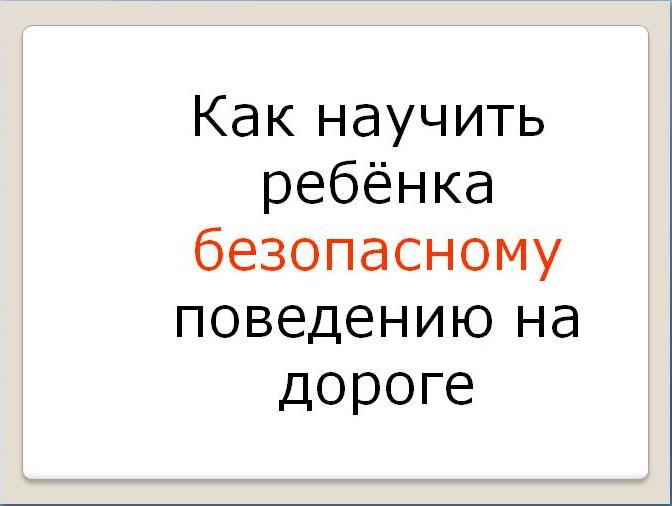 Как научить
ребёнка
безопасному
поведению на
дороге